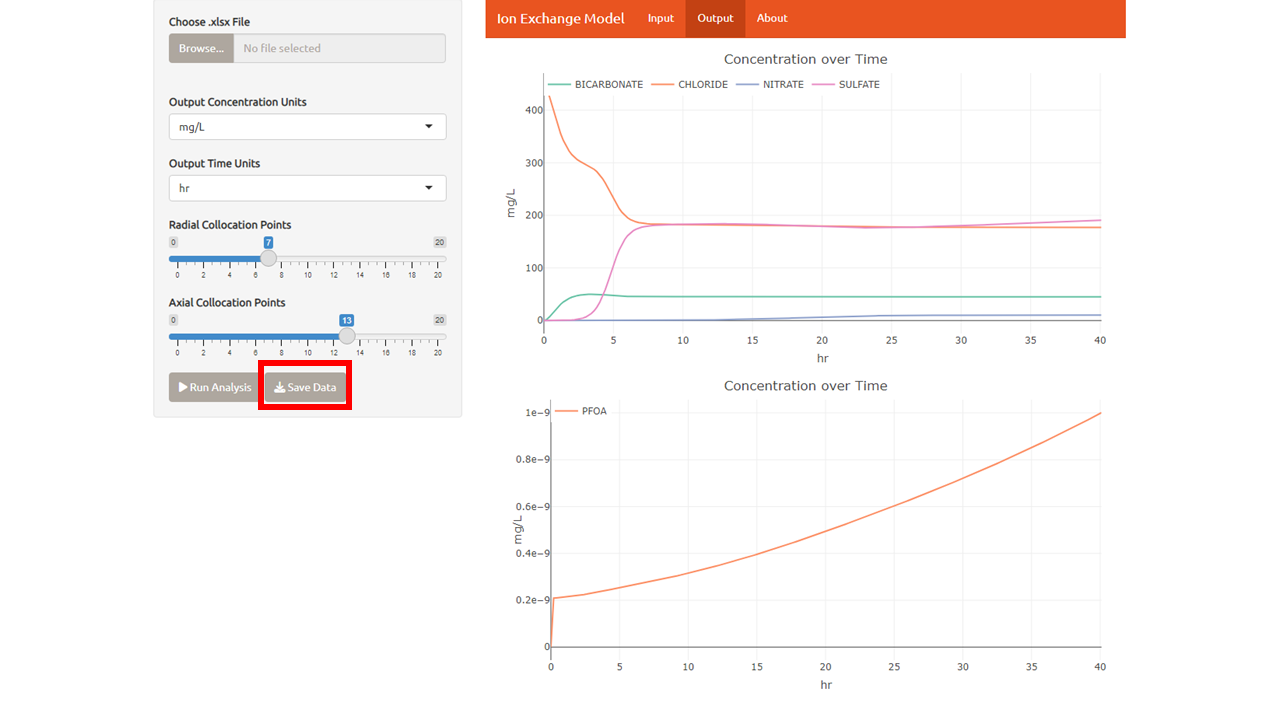 Choose .xlsx File
Browse... No file selected
Output Concentration Units
mg/L
Output Time Units
hr
Radial Collocation Points
0 7 20
0 2 4 6 8 10 12 14 16 18 20
Axial Collocation Points
0 13 20
0 2 4 6 8 10 12 14 16 18 20
Run Analysis Save Data
Ion Exchange Model Input Output About
Concentration over Time
BICARBONATE CHLORIDE NITRATE SULFATE
400
300
200
100
0
mg/L
0 5 10 15 20 25 30 35 40
hr
Concentration over Time
PFOA
1e−9
0.8e−9
0.6e−9
0.4e−9
0.2e−9
0
mg/L
0 5 10 15 20 25 30 35 40
hr